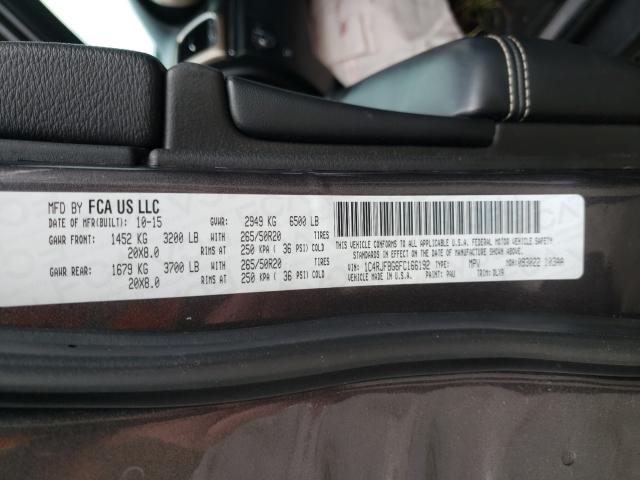 MFD BY FCA US LLC
DATE OF MFR(BUILT): 10-15 GVWR: 2949 KG 6500 LB
GAWR FRONT: 1452 KG 3200 LB WITH 265/50R20 TIRES
20X8.0 RIMS AT 250 KPA ( 36 PSI) COLD
GAWR REAR: 1679 KG 3700 LB WITH 265/50R20 TIRES
20X8.0 RIMS AT 250 KPA ( 36 PSI) COLD
THIS VEHICLE CONFORMS TO ALL APPLICABLE U.S.A. FEDERAL MOTOR VEHICLE SAFETY
STANDARDS IN EFFECT ON THE DATE OF MANUFACTURE SHOWN ABOVE.
VIN: 1C4RJFBG6FC166192 TYPE: MPV MDH: 093022 103AA
VEHICLE MADE IN U.S.A. PAINT: PAU TRIM: DLX9